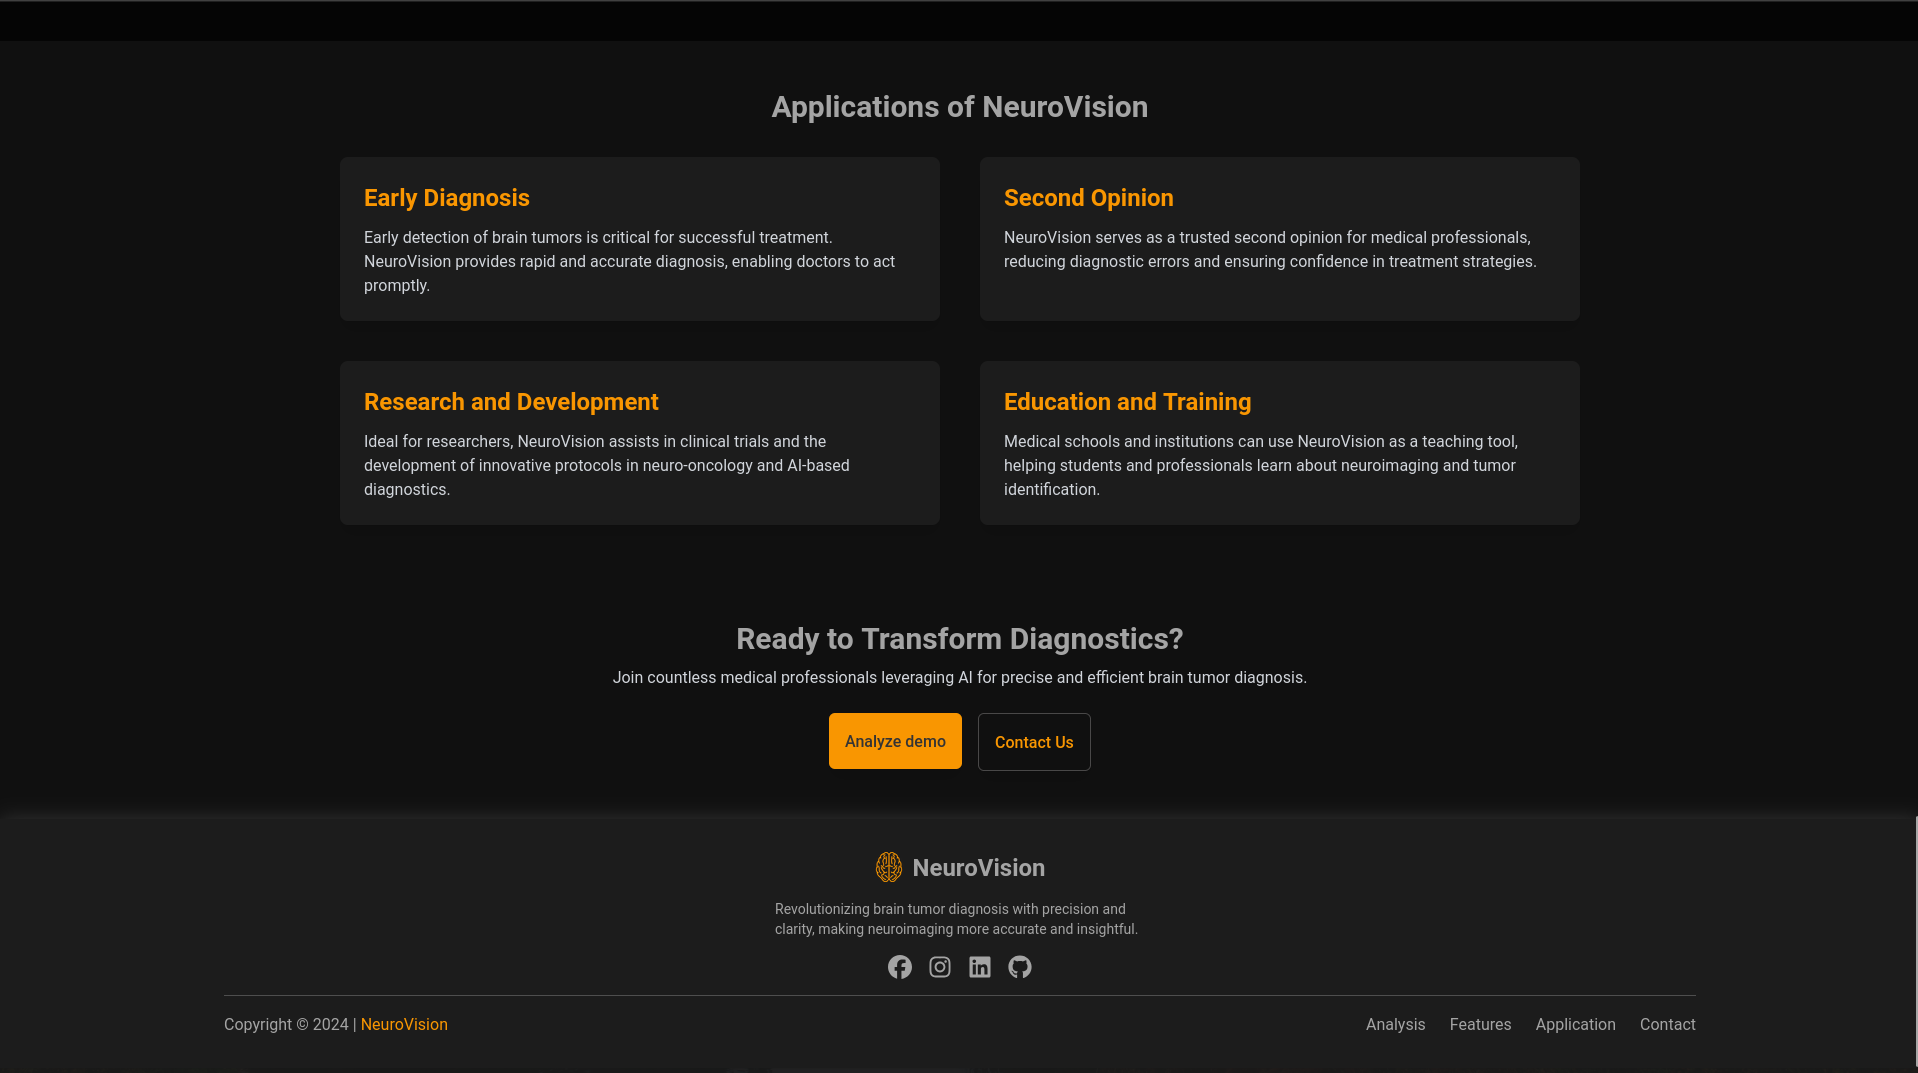 Applications of NeuroVision
Early Diagnosis
Early detection of brain tumors is critical for successful treatment.
NeuroVision provides rapid and accurate diagnosis, enabling doctors to act
promptly.
Second Opinion
NeuroVision serves as a trusted second opinion for medical professionals,
reducing diagnostic errors and ensuring confidence in treatment strategies.
Research and Development
Ideal for researchers, NeuroVision assists in clinical trials and the
development of innovative protocols in neuro-oncology and AI-based
diagnostics.
Education and Training
Medical schools and institutions can use NeuroVision as a teaching tool,
helping students and professionals learn about neuroimaging and tumor
identification.
Ready to Transform Diagnostics?
Join countless medical professionals leveraging AI for precise and efficient brain tumor diagnosis.
Analyze demo
Contact Us
NeuroVision
Revolutionizing brain tumor diagnosis with precision and
clarity, making neuroimaging more accurate and insightful.
Copyright © 2024 | NeuroVision
Analysis Features Application Contact